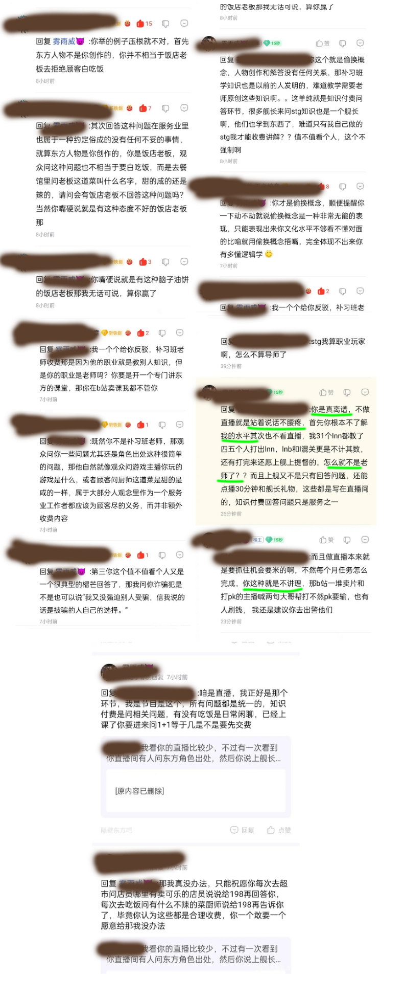 15
回复 雾雨威😈 :你举的例子压根就不对，首先
东方人物不是你创作的，你并不相当于饭店老
板去拒绝顾客白吃饭
8小时前
斩铁剑 7
回复 :其次回答这种问题在服务业里
也属于一种约定俗成的没有任何不妥的事情，
就算东方人物是你创作的，你是饭店老板，观
众问这种问题也不相当于要白吃饭，而是去餐
馆里问老板这道菜叫什么名字，甜的咸的还是
辣的，请问会有饭店老板不回答这种问题吗？
当然你嘴硬说就是有这种态度不好的饭店老板
那
8小时前
铁剑 3
回复 你嘴硬说就是有这种脑子油饼
的饭店老板那我无话可说，算你赢了
8小时前
斩铁剑 2
回复 :我一个个给你反驳，补习班老
师收费那是因为他的职业就是教别人知识，但
是你的职业是老师吗？你要是开一个专门讲东
方的课堂，那你在b站卖课我都不管你
7小时前
斩铁剑 1
回复 :既然你不是补习班老师，那观
众问你一些问题尤其还是角色出处这种很简单
的问题，那他自然就像观众问游戏主播你玩的
游戏是什么，或者顾客问厨师这道菜是甜的是
咸的一样，属于大部分人观念里作为一个服务
业工作者都应该为顾客尽的义务，而并非额外
收费内容
7小时前
铁剑 1
回复 😈 :第三你这个值不值看个人又是
一个很典型的榴芒回答了，那我问你诈骗犯是
不是也可以说“我又没强迫别人受骗，信我说的
话是被骗的人自己的选择。”
7小时前
的饭店老板那我无话可说，算你赢了
8小时前
1 15秒 赞
回复 你这个就是偷换概
念，人物创作和解答没有任何关系，那补习班
学知识也是以前的人发明的，难道教学需要老
师原创这些知识啊。。这单纯就是知识付费问
答环节，很多舰长来问stg知识也是一个舰长
啊，他们也学到东西了，难道只有我自己做的
stg我才能收费讲解？？值不值看个人，这个不
强制啊
8小时前
8
回复 :你才是偷换概念，顺便提醒你
一下动不动就说偷换概念是一种非常无能的表
现，只能表现出来你文化水平不够看不懂对面
的比喻就用偷换概念捂嘴，完全体现不出来你
有多懂逻辑学🙂
7小时前
2
回复 :我一个个给你反驳，补习班老
回复 :stg我算职业玩家
啊，怎么不算导师了
39分钟前
15秒 赞
回复 :你是真离谱，不做
直播就是站着说话不腰疼，首先你根本不了解
我的水平其次也不看直播，我31个lnn都教了
四五个人打出lnn，lnb和l混关更是不计其数，
还有打完来还愿上舰上提督的，怎么就不是老
师了？？而且上舰又不是只有回答问题，还能
点播30分钟和舰长礼物，这些都是写在直播间
的，知识付费回答问题只是服务之一
26分钟前
楼主 1 15秒 赞
:而且做直播本来就
是要抓住机会要米的啊，不然每个月任务怎么
完成，你这种就是不讲理，那b站一堆卖片和
打pk的主播喊两句大哥帮打不然pk要输，也有
人刷钱，我还是建议你去出警他们
23分钟前
回复 7小时前
回复 :咱是直播，我正好是那个
环节，我是节目是这个，所有问题都是统一的，知识
付费是问相关问题，有没有吃饭是日常闲聊，已经上
课了你要进来问1+1等于几是不是要先交费
我看你的直播比较少，不过有一次看到
你直播间有人问东方角色出处，然后你说上舰长...
[原内容已删除]
隔壁东方吧 回复 点赞
7小时前
回复 那我真没办法，只能祝愿你每次去超
市问店员哪里有卖可乐的店员说说给198再回答你，
每次去吃饭问有什么不辣的菜厨师说给198再告诉你
了，毕竟你认为这些都是合理收费，你一个敢要一个
愿意给那我没办法
我看你的直播比较少，不过有一次看到
你直播间有人问东方角色出处，然后你说上舰长...